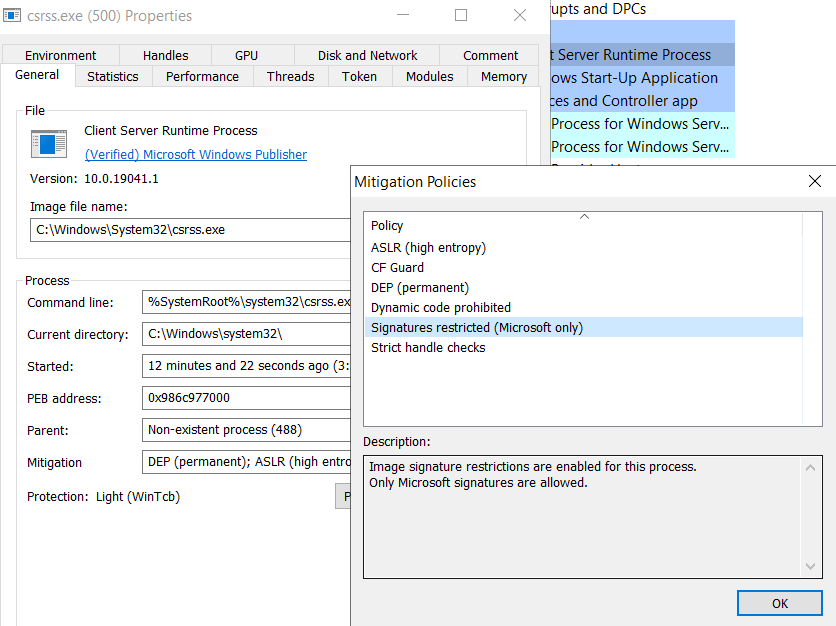 csrss.exe (500) Properties
Environment Handles GPU Disk and Network Comment
General Statistics Performance Threads Token Modules Memory
File
Client Server Runtime Process
(Verified) Microsoft Windows Publisher
Version: 10.0.19041.1
Image file name:
C:\Windows\System32\csrss.exe
Process
Command line: %SystemRoot%\system32\csrss.ex
Current directory: C:\Windows\system32\
Started: 12 minutes and 22 seconds ago (3:
PEB address: 0x986c977000
Parent: Non-existent process (488)
Mitigation DEP (permanent); ASLR (high entro
Protection: Light (WinTcb) P
rupts and DPCs
t Server Runtime Process
ows Start-Up Application
ces and Controller app
Process for Windows Serv...
Process for Windows Serv...
Mitigation Policies
Policy
ASLR (high entropy)
CF Guard
DEP (permanent)
Dynamic code prohibited
Signatures restricted (Microsoft only)
Strict handle checks
Description:
Image signature restrictions are enabled for this process.
Only Microsoft signatures are allowed.
OK